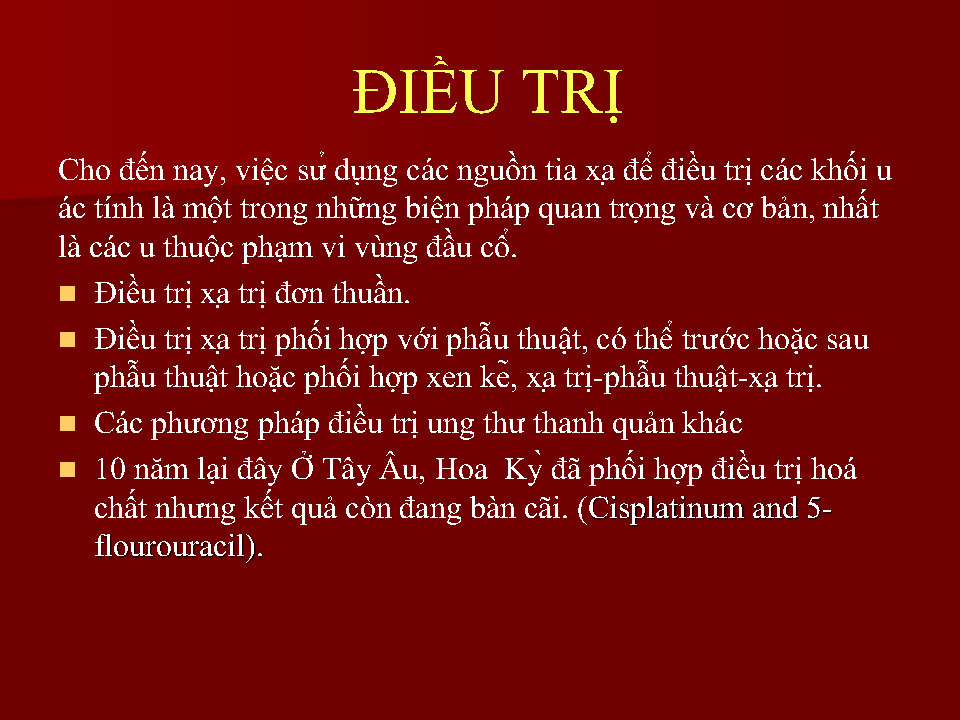 ĐIỀU TRỊ
Cho đến nay, việc sử dụng các nguồn tia xạ để điều trị các khối u
ác tính là một trong những biện pháp quan trọng và cơ bản, nhất
là các u thuộc phạm vi vùng đầu cổ.
Điều trị xạ trị đơn thuần.
Điều trị xạ trị phối hợp với phẫu thuật, có thể trước hoặc sau
phẫu thuật hoặc phối hợp xen kẽ, xạ trị-phẫu thuật-xạ trị.
Các phương pháp điều trị ung thư thanh quản khác
10 năm lại đây Ở Tây Âu, Hoa Kỳ đã phối hợp điều trị hoá
chất nhưng kết quả còn đang bàn cãi. (Cisplatinum and 5-
flourouracil).